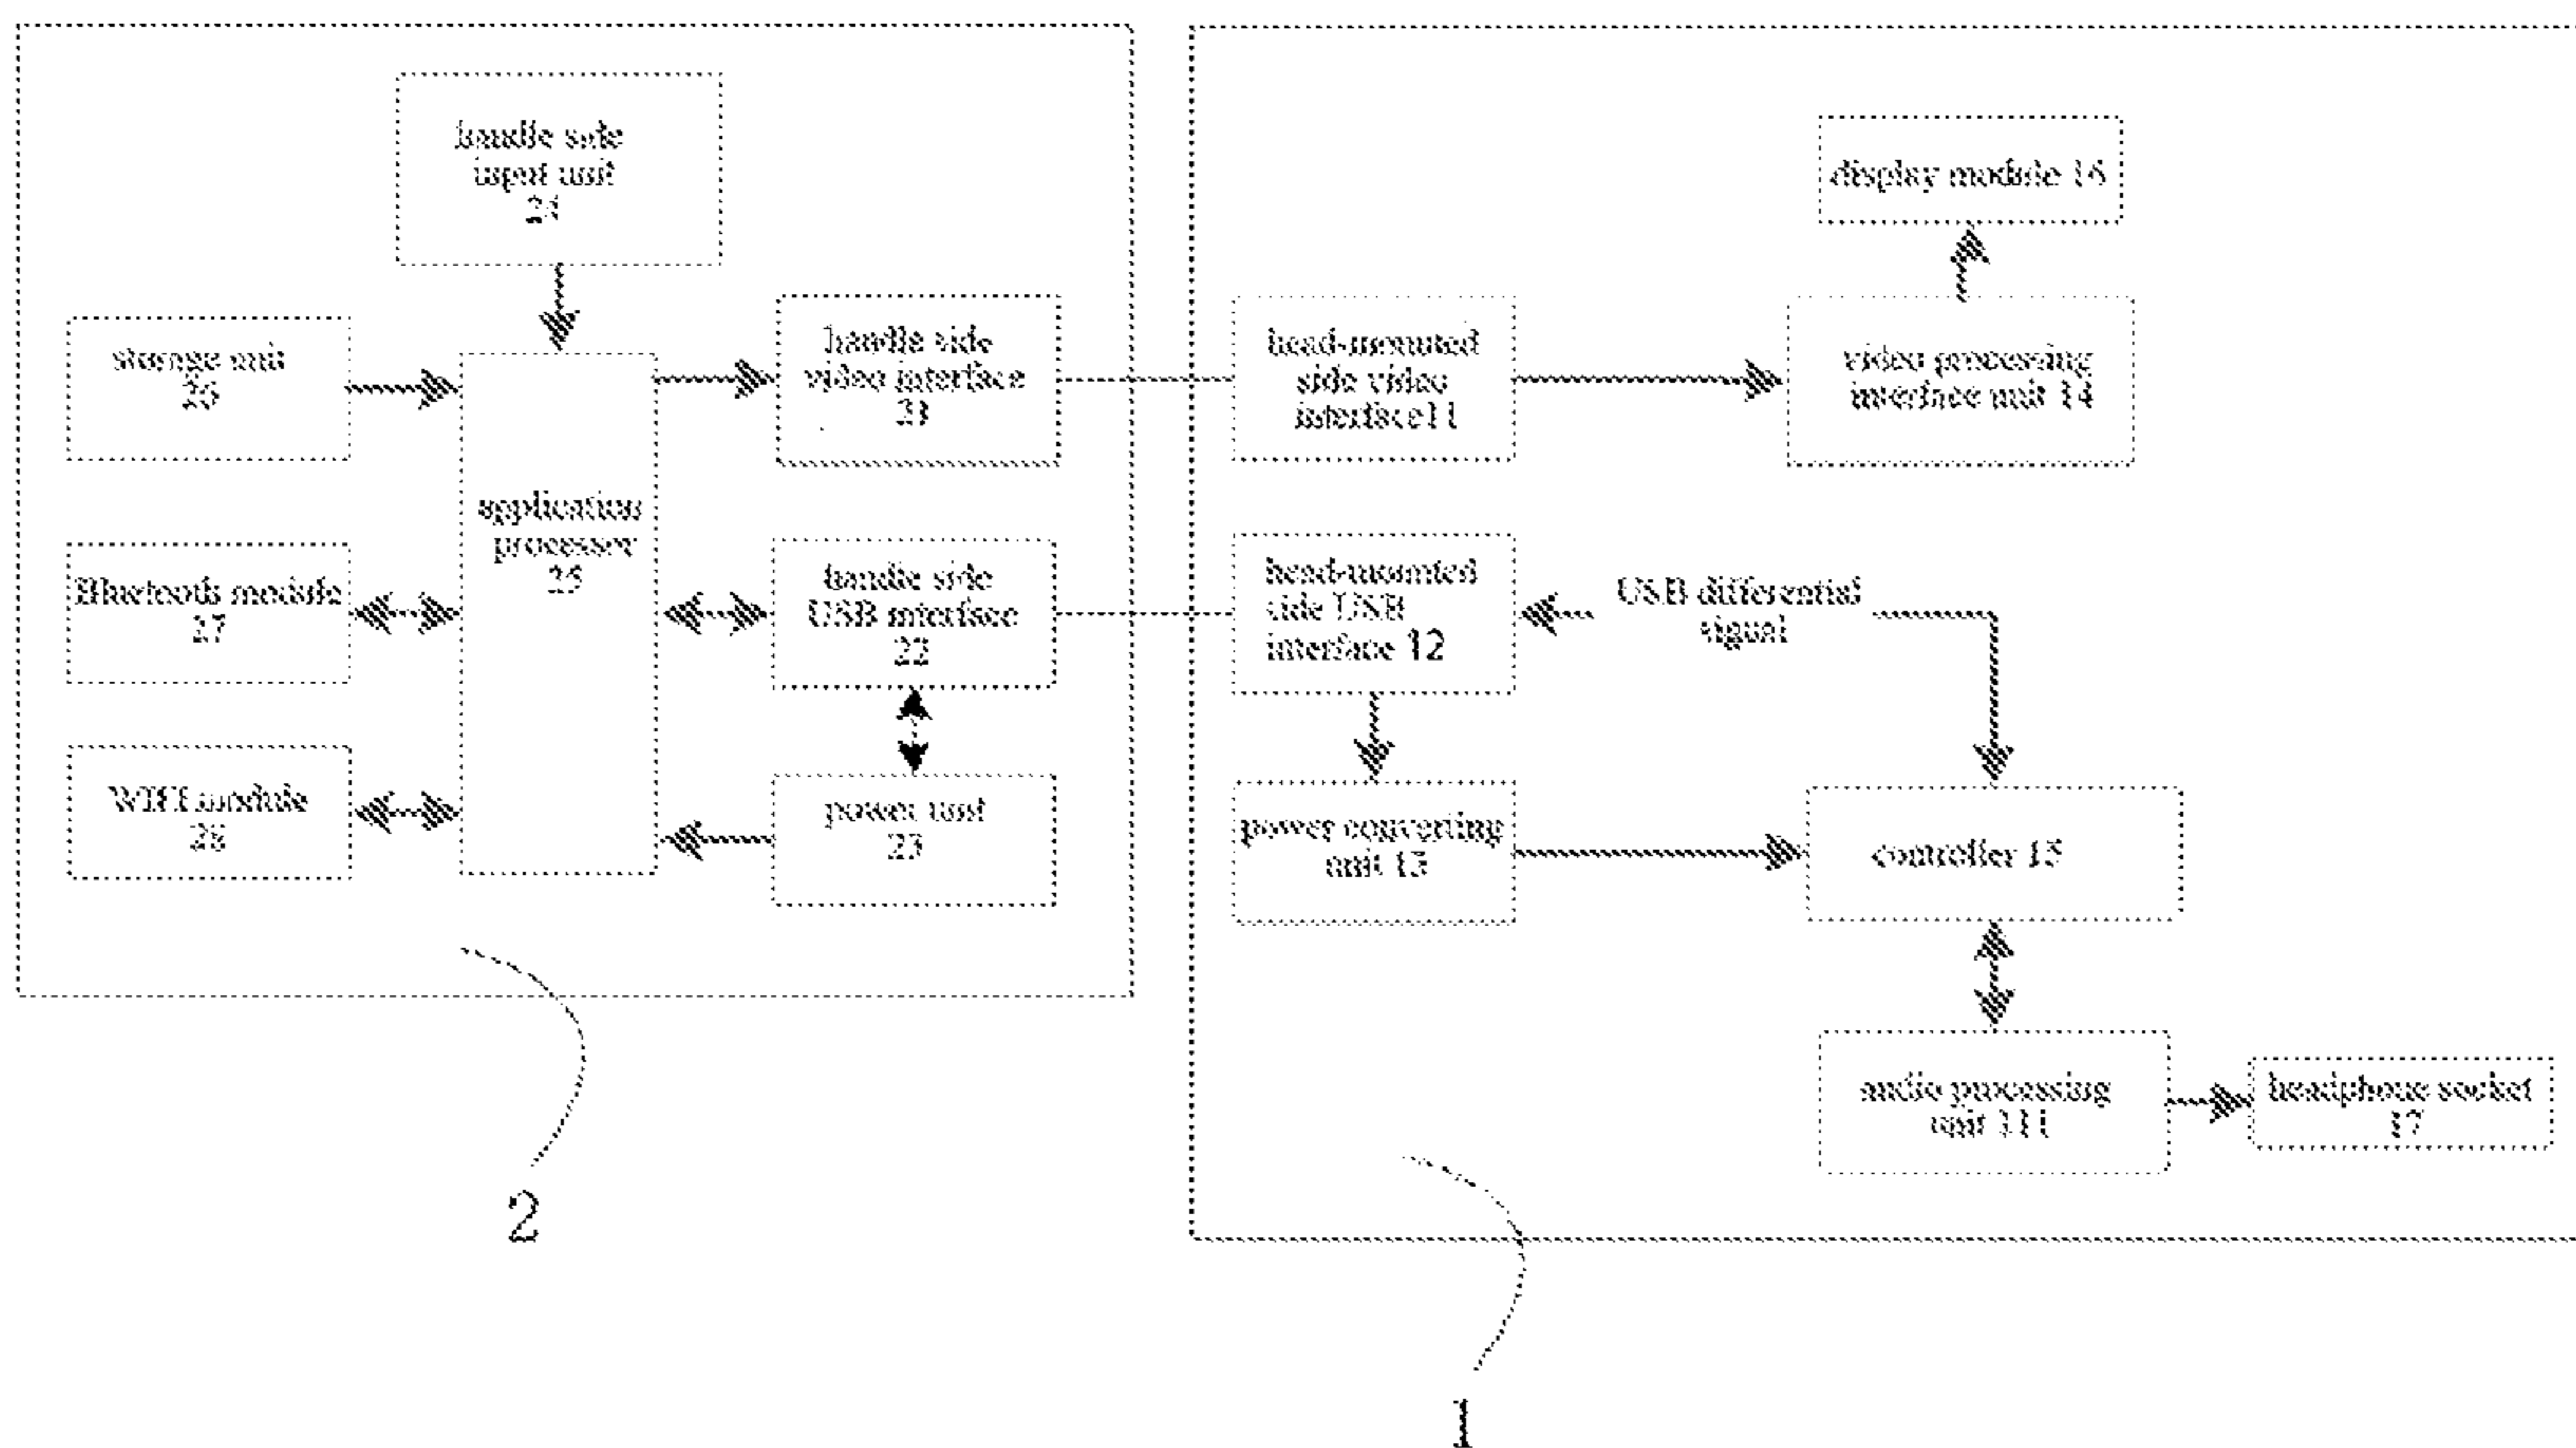 handle side
input unit
24
storage unit
26
Bluetooth module
27
WIFI module
28
application
processor
25
handle side
video interface
21
handle side
USB interface
22
power unit
23
2
head-mounted
side video
interface11
head-mounted
side USB
interface 12
power converting
unit 13
display module 16
video processing
interface unit 14
USB differential
signal
controller 15
audio processing
unit 111
headphone socket
17
1